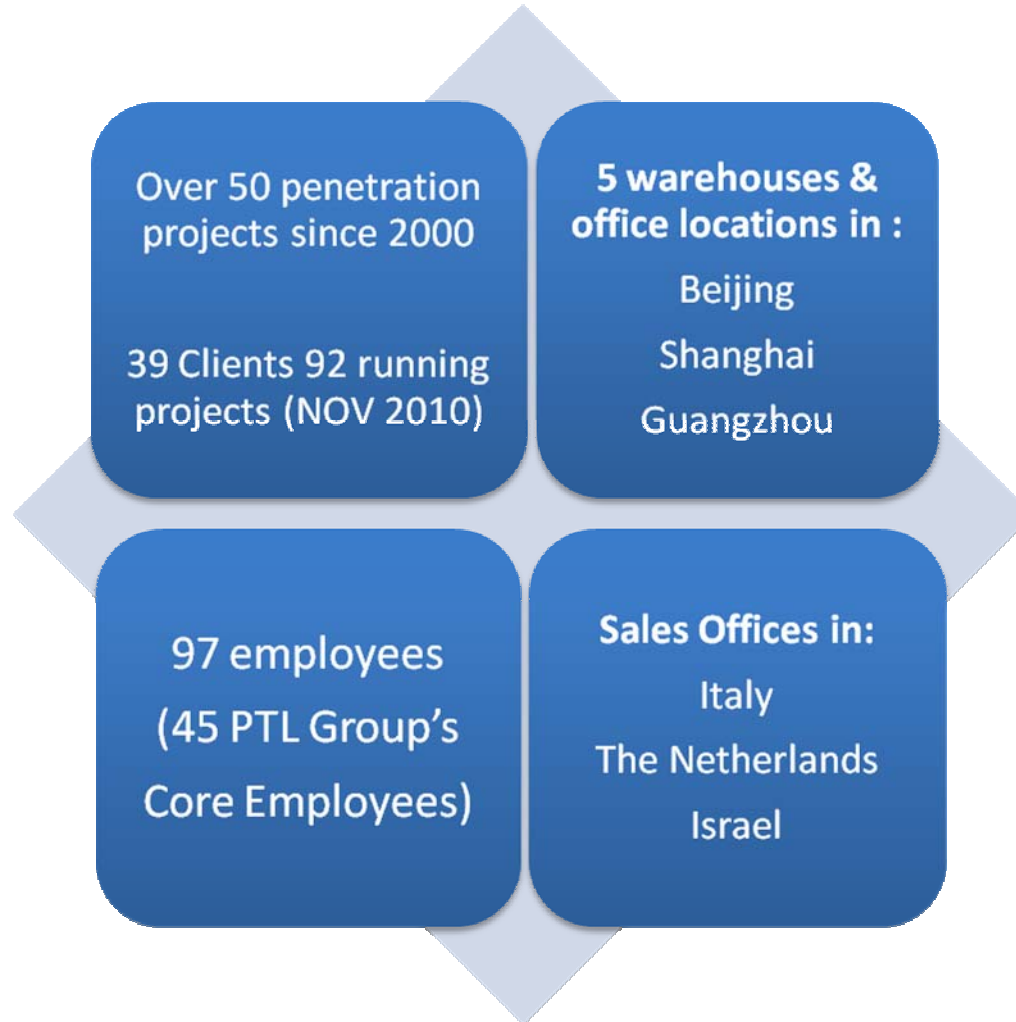 Over 50 penetration
projects since 2000
39 Clients 92 running
projects (NOV 2010)
5 warehouses &
office locations in :
Beijing
Shanghai
Guangzhou
97 employees
(45 PTL Group’s
Core Employees)
Sales Offices in:
Italy
The Netherlands
Israel